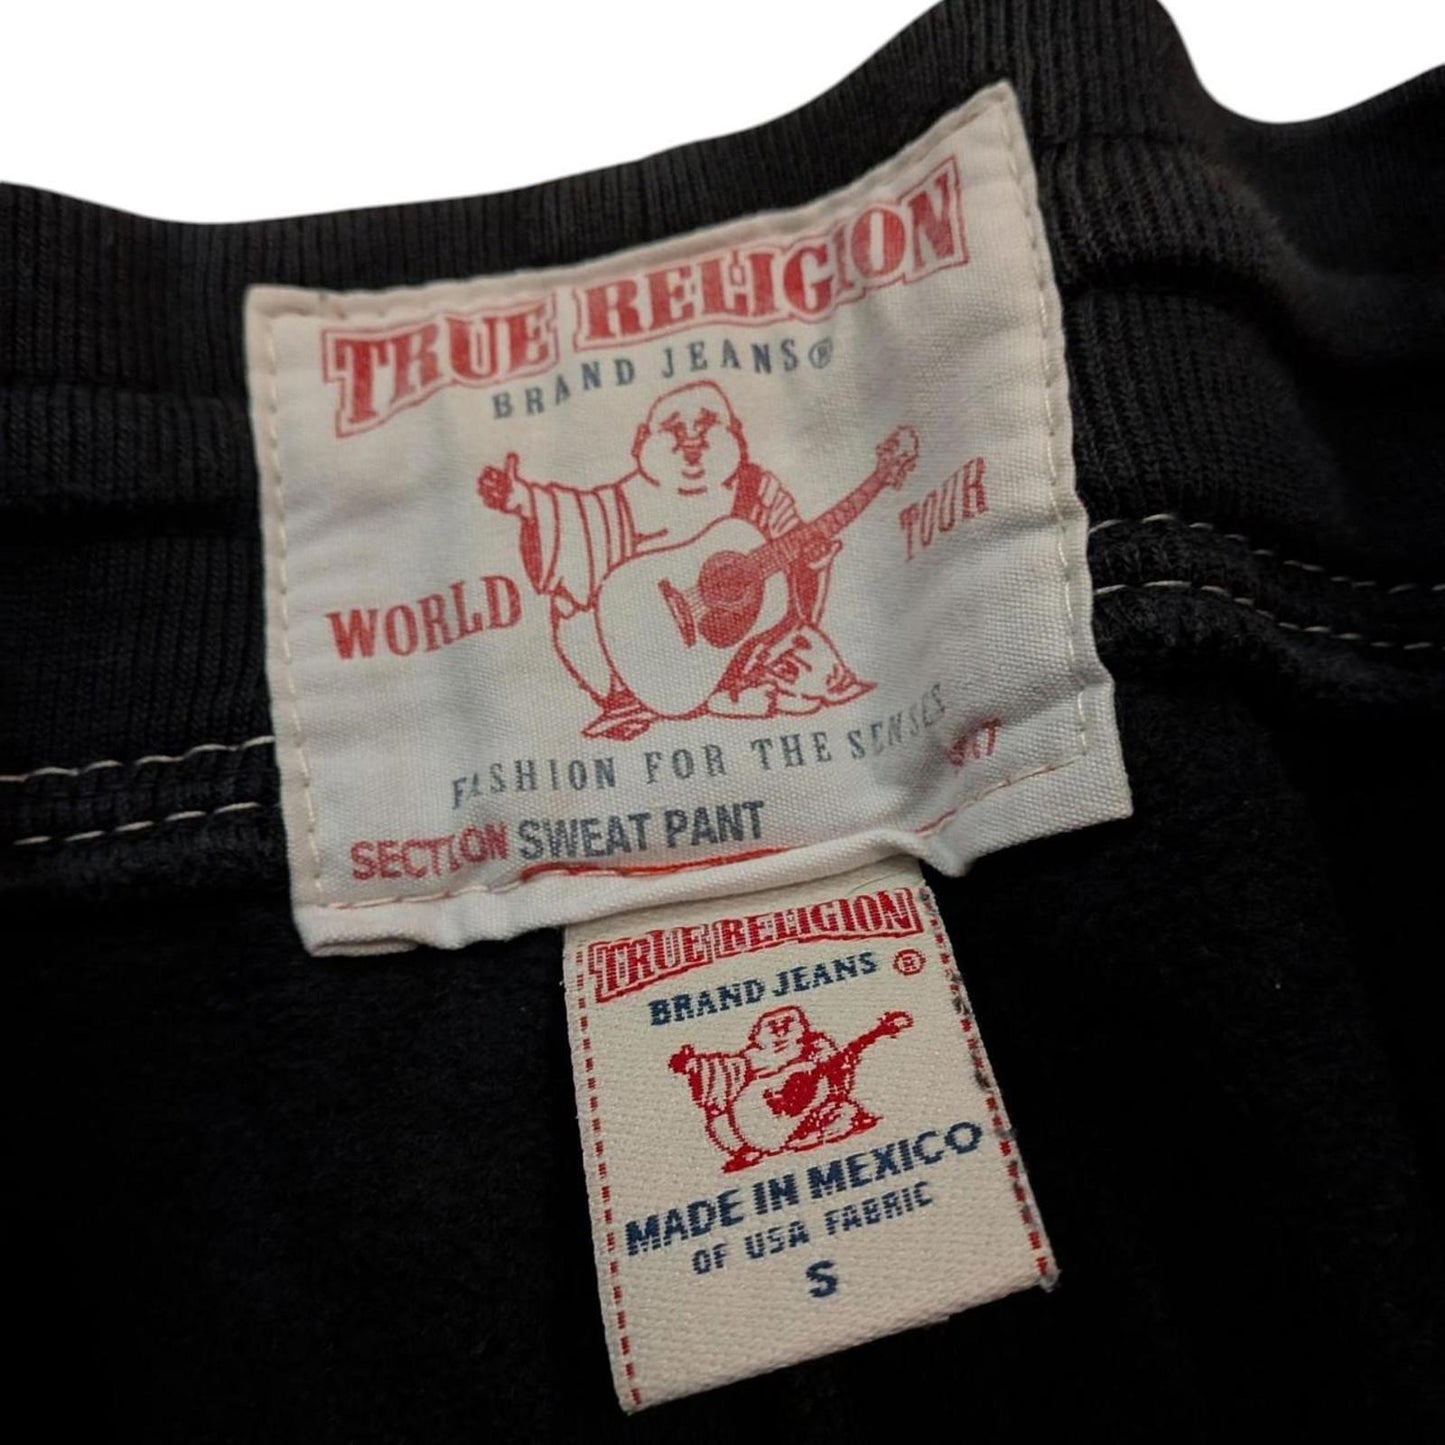 TRUE RELIGION
BRAND JEANS®
WORLD TOUR
FASHION FOR THE SENSES
SECTION SWEAT PANT
TRUE RELIGION
BRAND JEANS ®
MADE IN MEXICO
OF USA FABRIC
S